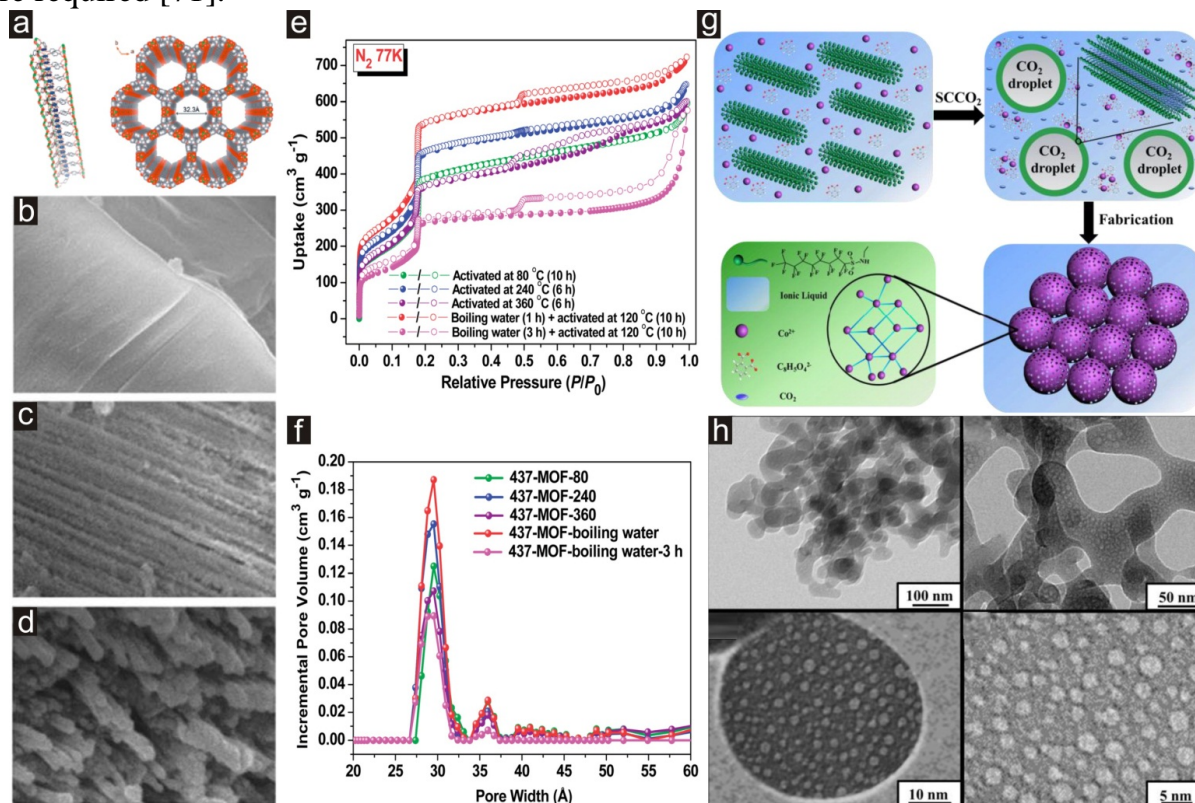 e required [71].
a
32.3Å
b
c
d
e
N2 77K
Uptake (cm3 g-1)
700
600
500
400
300
200
100
0
Activated at 80 °C (10 h)
Activated at 240 °C (6 h)
Activated at 360 °C (6 h)
Boiling water (1 h) + activated at 120 °C (10 h)
Boiling water (3 h) + activated at 120 °C (10 h)
0.0 0.1 0.2 0.3 0.4 0.5 0.6 0.7 0.8 0.9 1.0
Relative Pressure (P/P0)
f
Incremental Pore Volume (cm3 g-1)
0.20
0.18
0.16
0.14
0.12
0.10
0.08
0.06
0.04
0.02
0.00
437-MOF-80
437-MOF-240
437-MOF-360
437-MOF-boiling water
437-MOF-boiling water-3 h
20 25 30 35 40 45 50 55 60
Pore Width (Å)
g
SCCO2
CO2
droplet
CO2
droplet
CO2
droplet
Fabrication
Ionic Liquid
Co2+
CO2
h
100 nm
50 nm
10 nm
5 nm